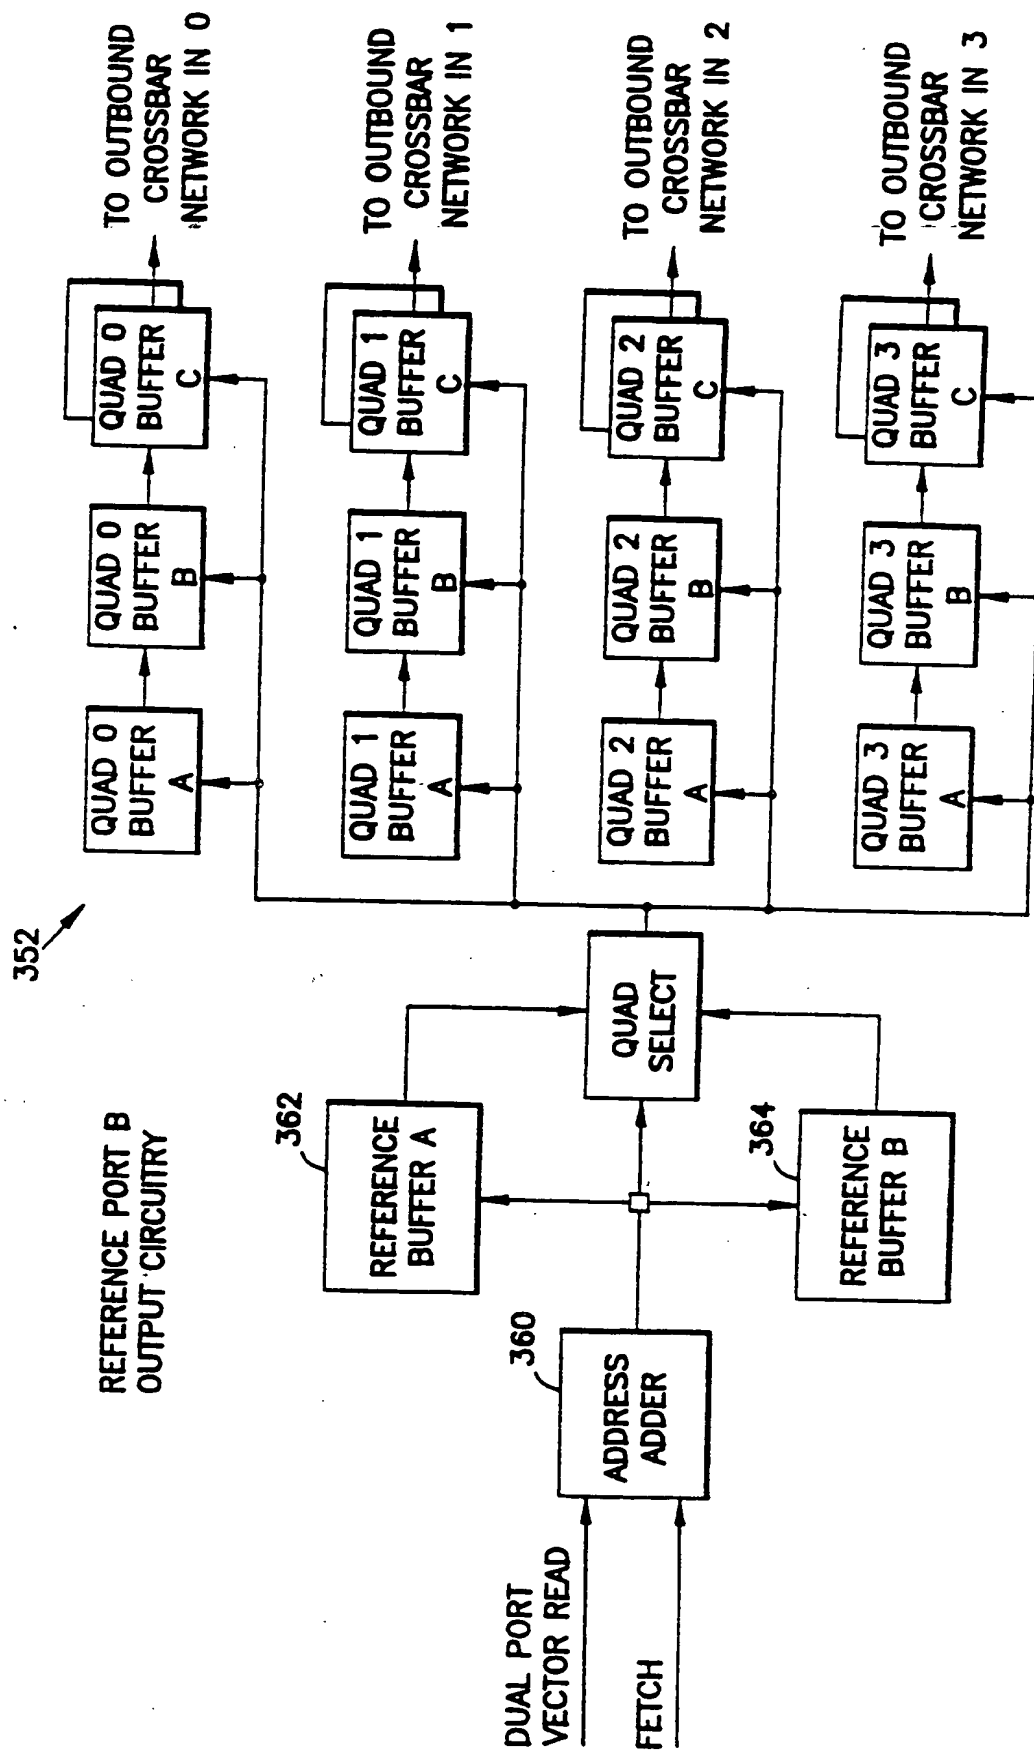 352
REFERENCE PORT B
OUTPUT CIRCUITRY
DUAL PORT
VECTOR READ
FETCH
360
ADDRESS
ADDER
362
REFERENCE
BUFFER A
364
REFERENCE
BUFFER B
QUAD
SELECT
QUAD 0
BUFFER
A
QUAD 0
BUFFER
B
QUAD 0
BUFFER
C
TO OUTBOUND
CROSSBAR
NETWORK IN 0
QUAD 1
BUFFER
A
QUAD 1
BUFFER
B
QUAD 1
BUFFER
C
TO OUTBOUND
CROSSBAR
NETWORK IN 1
QUAD 2
BUFFER
A
QUAD 2
BUFFER
B
QUAD 2
BUFFER
C
TO OUTBOUND
CROSSBAR
NETWORK IN 2
QUAD 3
BUFFER
A
QUAD 3
BUFFER
B
QUAD 3
BUFFER
C
TO OUTBOUND
CROSSBAR
NETWORK IN 3